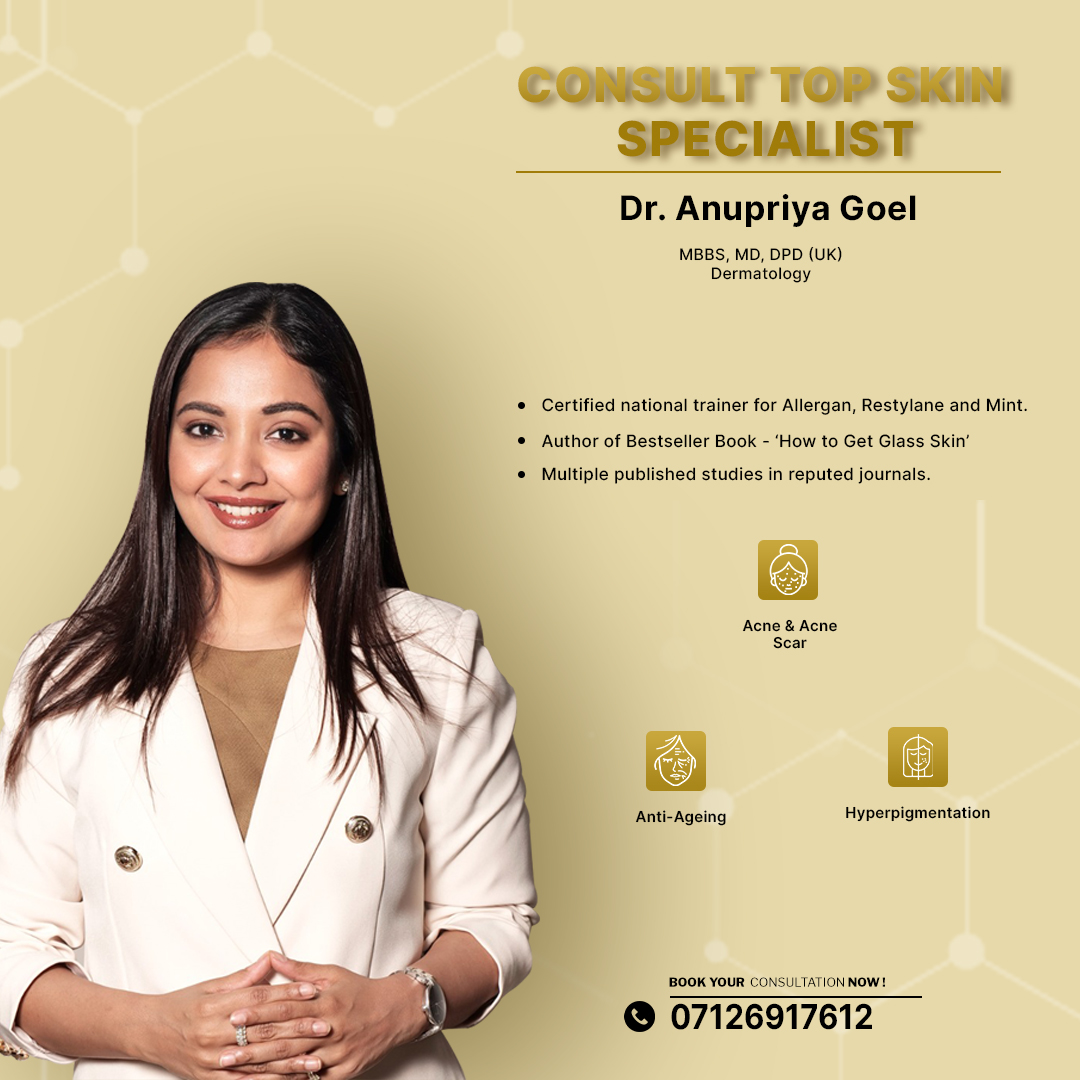 CONSULT TOP SKIN
SPECIALIST
Dr. Anupriya Goel
MBBS, MD, DPD (UK)
Dermatology
• Certified national trainer for Allergan, Restylane and Mint.
• Author of Bestseller Book - ‘How to Get Glass Skin’
• Multiple published studies in reputed journals.
Acne & Acne
Scar
Anti-Ageing
Hyperpigmentation
BOOK YOUR CONSULTATION NOW !
07126917612